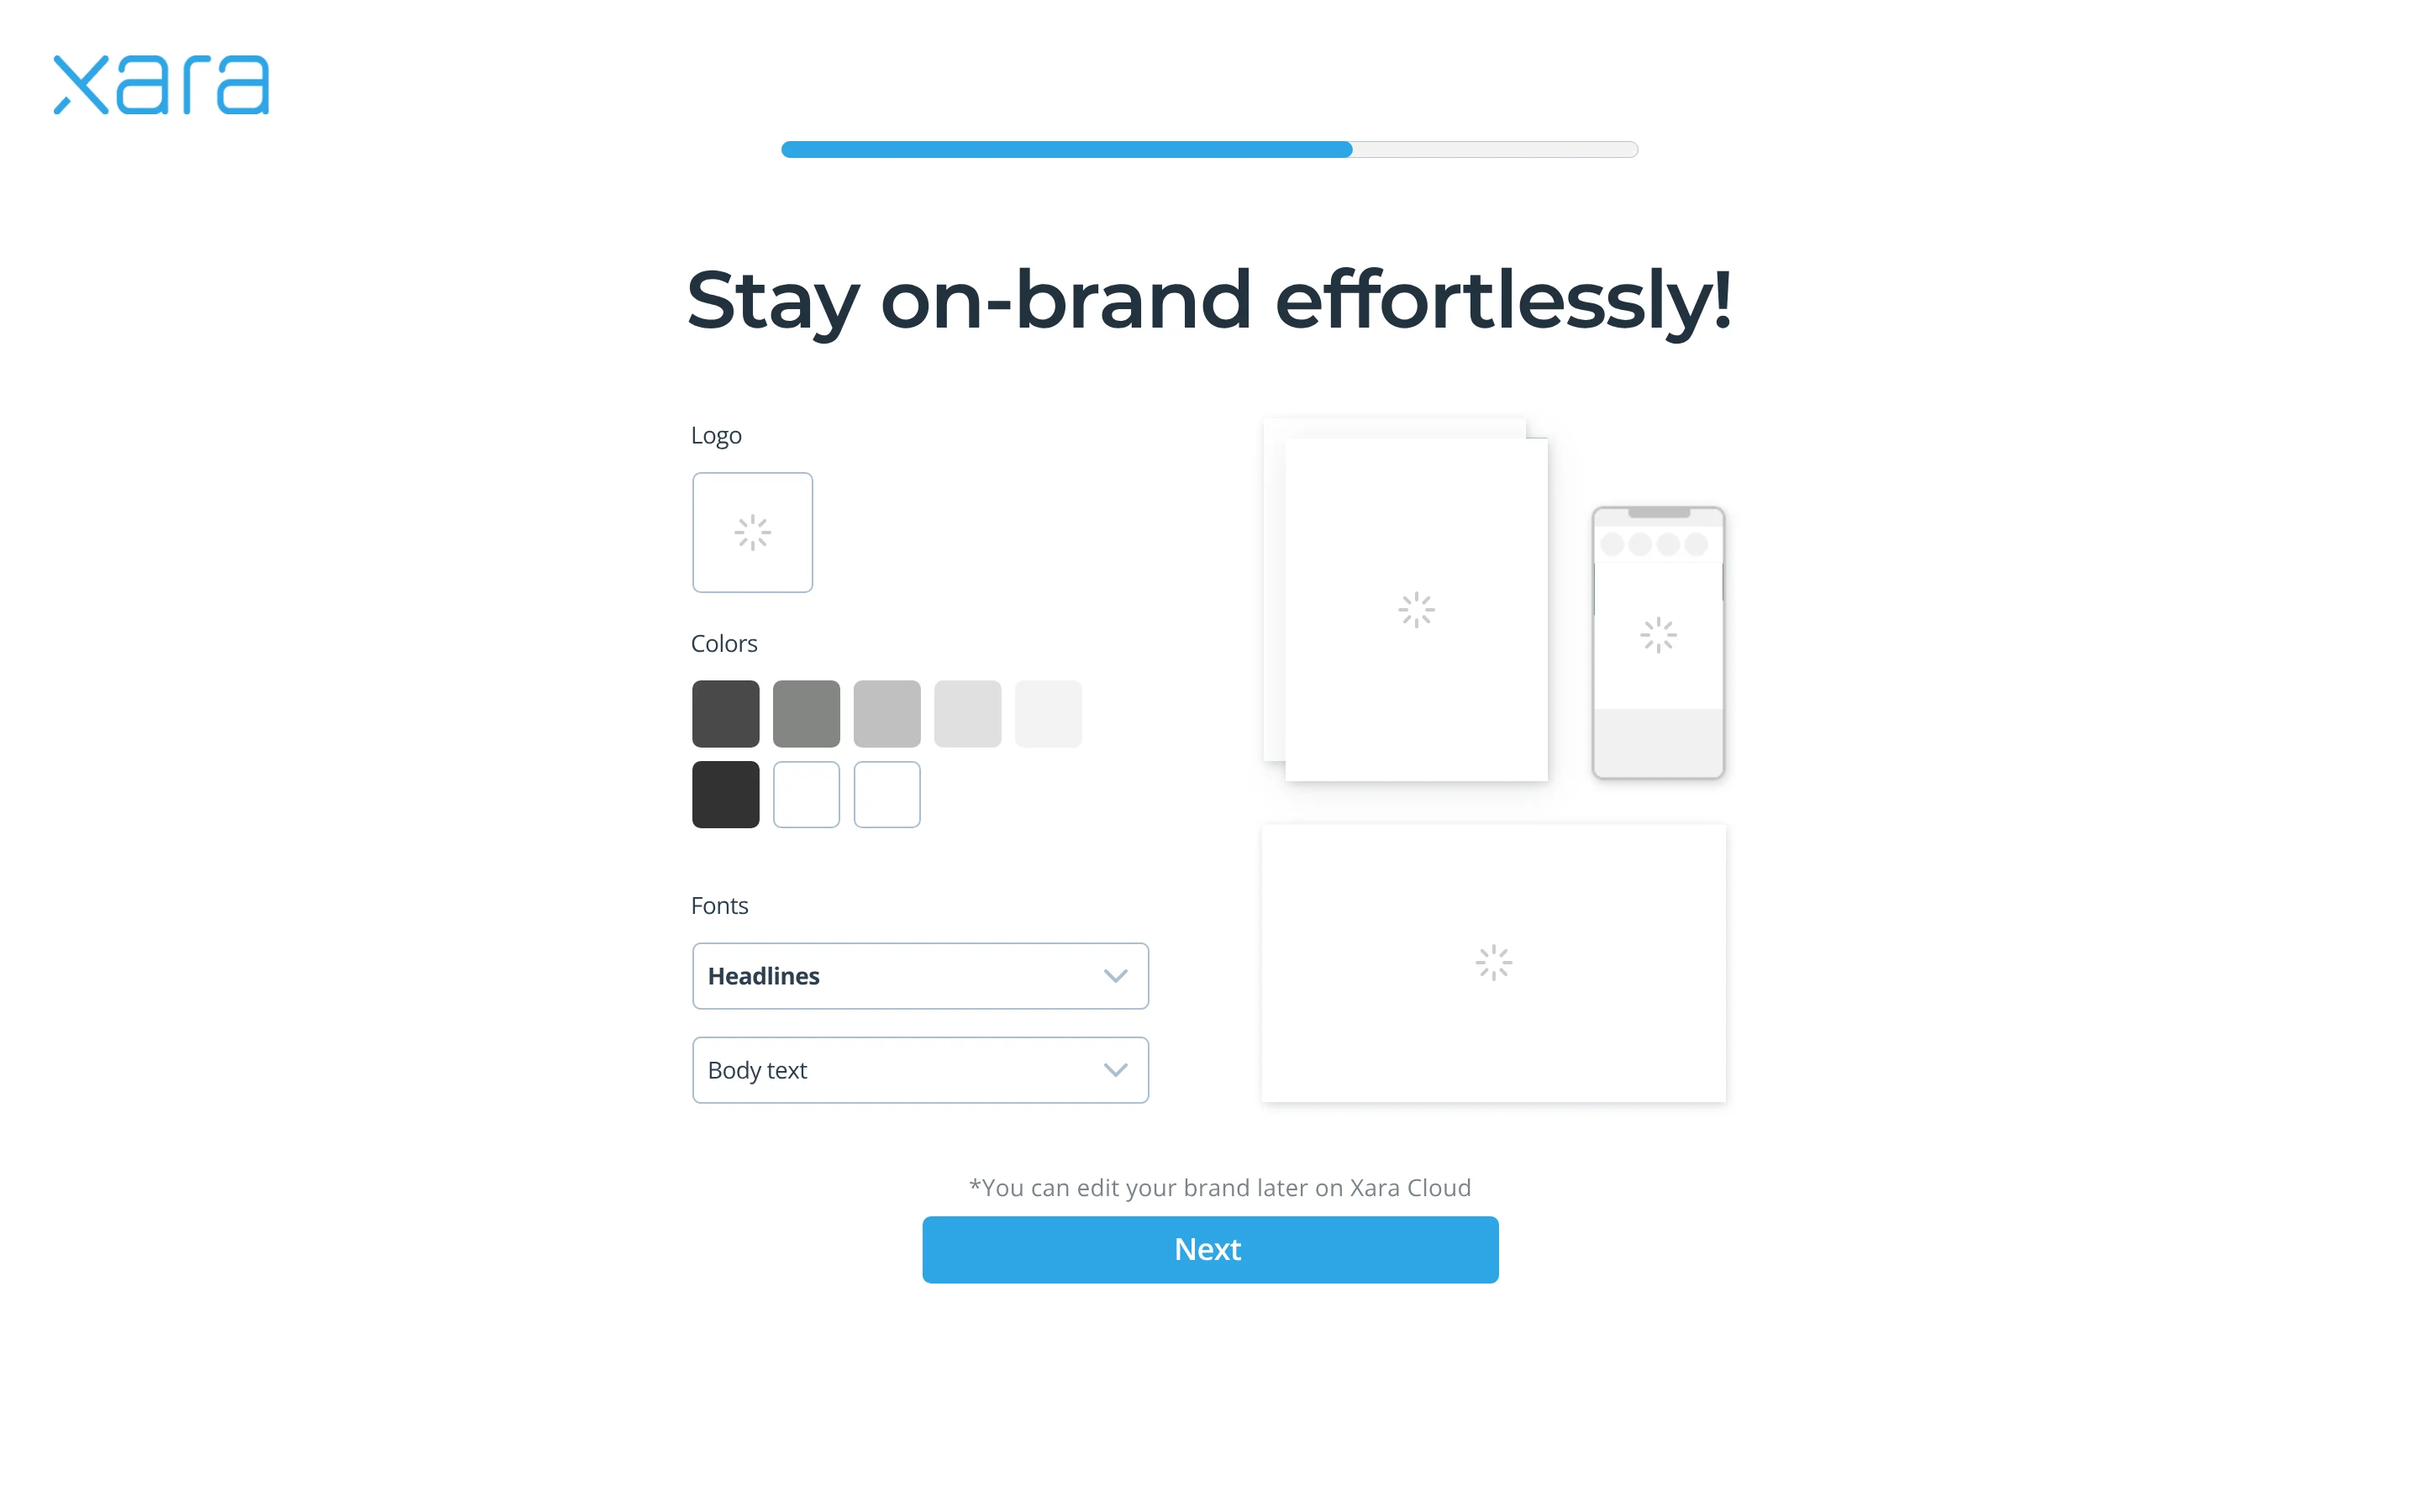 xara
Stay on-brand effortlessly!
Logo
Colors
Fonts
Headlines
Body text
*You can edit your brand later on Xara Cloud
Next